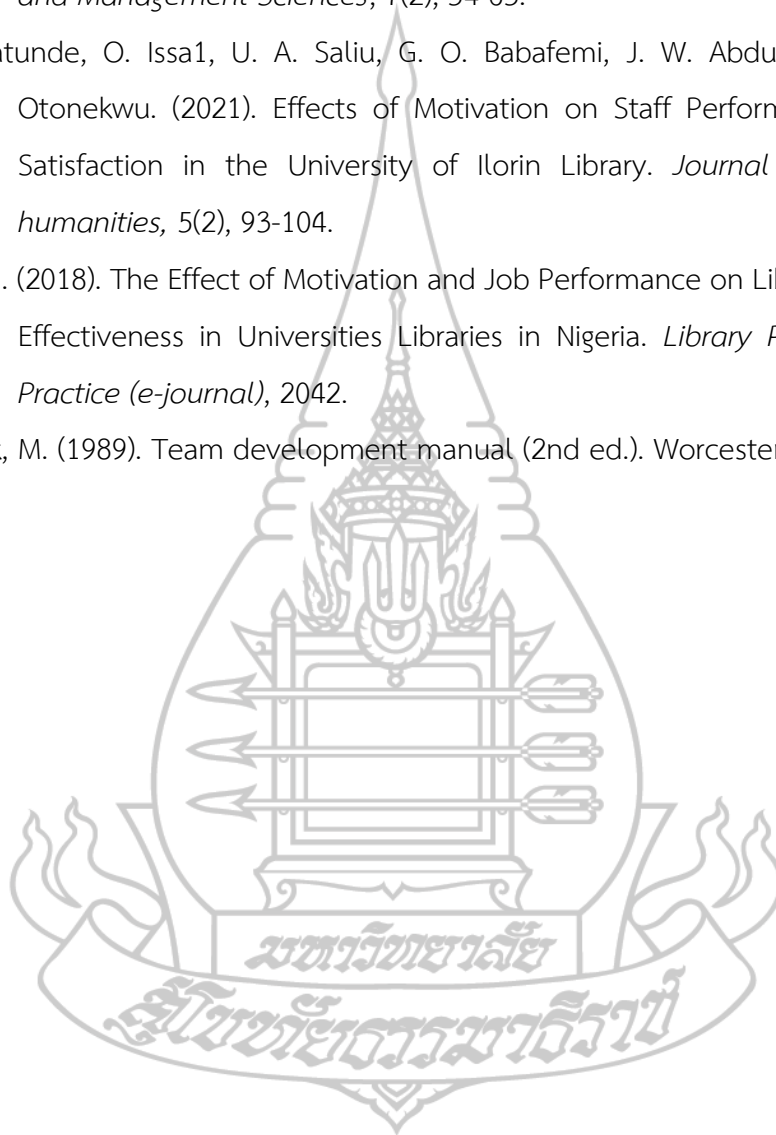 and Management Sciences, 1(2), 54-65.
atunde, O. Issa1, U. A. Saliu, G. O. Babafemi, J. W. Abdu
Otonekwu. (2021). Effects of Motivation on Staff Perform
Satisfaction in the University of Ilorin Library. Journal
humanities, 5(2), 93-104.
. (2018). The Effect of Motivation and Job Performance on Li
Effectiveness in Universities Libraries in Nigeria. Library P
Practice (e-journal), 2042.
, M. (1989). Team development manual (2nd ed.). Worcester
มหาวิทยาลัย
สุโขทัยธรรมาธิราช